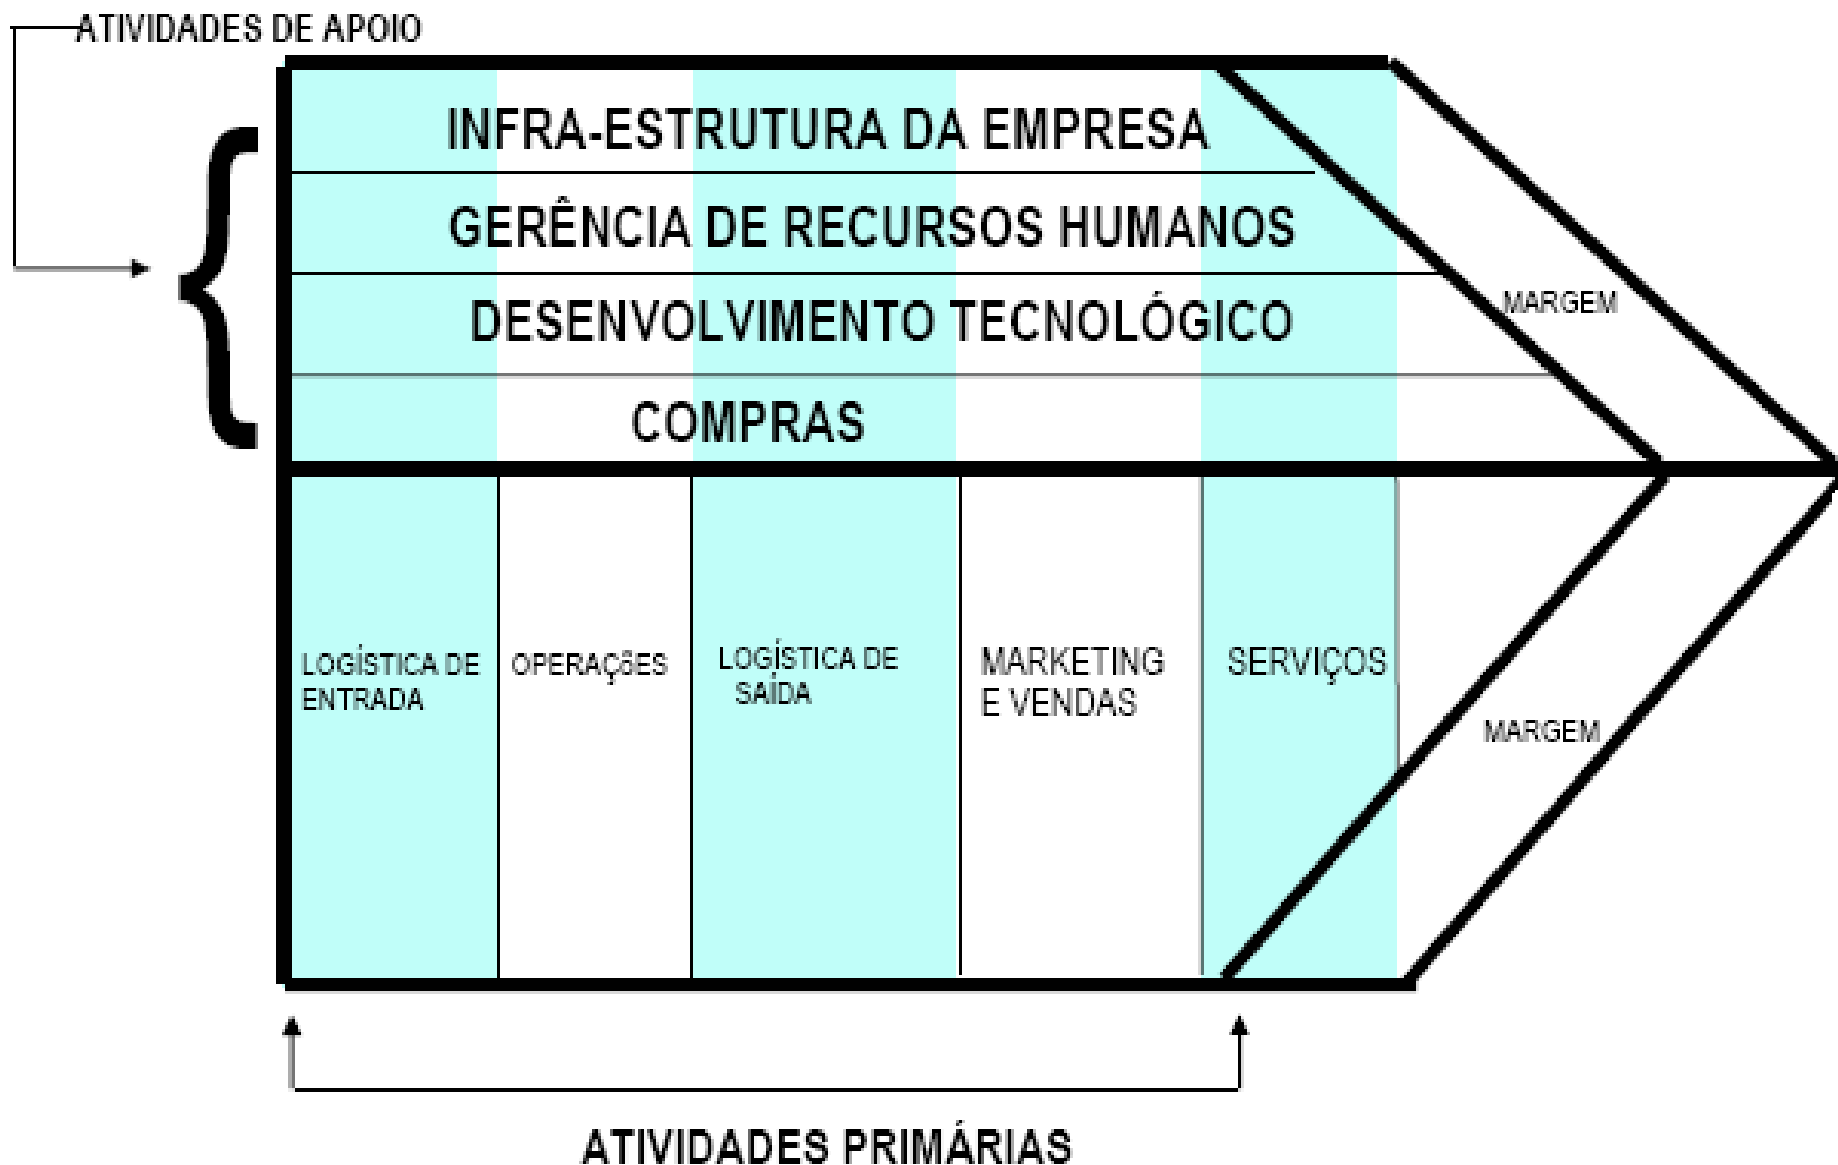 ATIVIDADES DE APOIO
INFRA-ESTRUTURA DA EMPRESA
GERÊNCIA DE RECURSOS HUMANOS
DESENVOLVIMENTO TECNOLÓGICO
MARGEM
COMPRAS
LOGÍSTICA DE
ENTRADA
OPERAÇõES
LOGÍSTICA DE
SAÍDA
MARKETING
E VENDAS
SERVIÇOS
MARGEM
ATIVIDADES PRIMÁRIAS